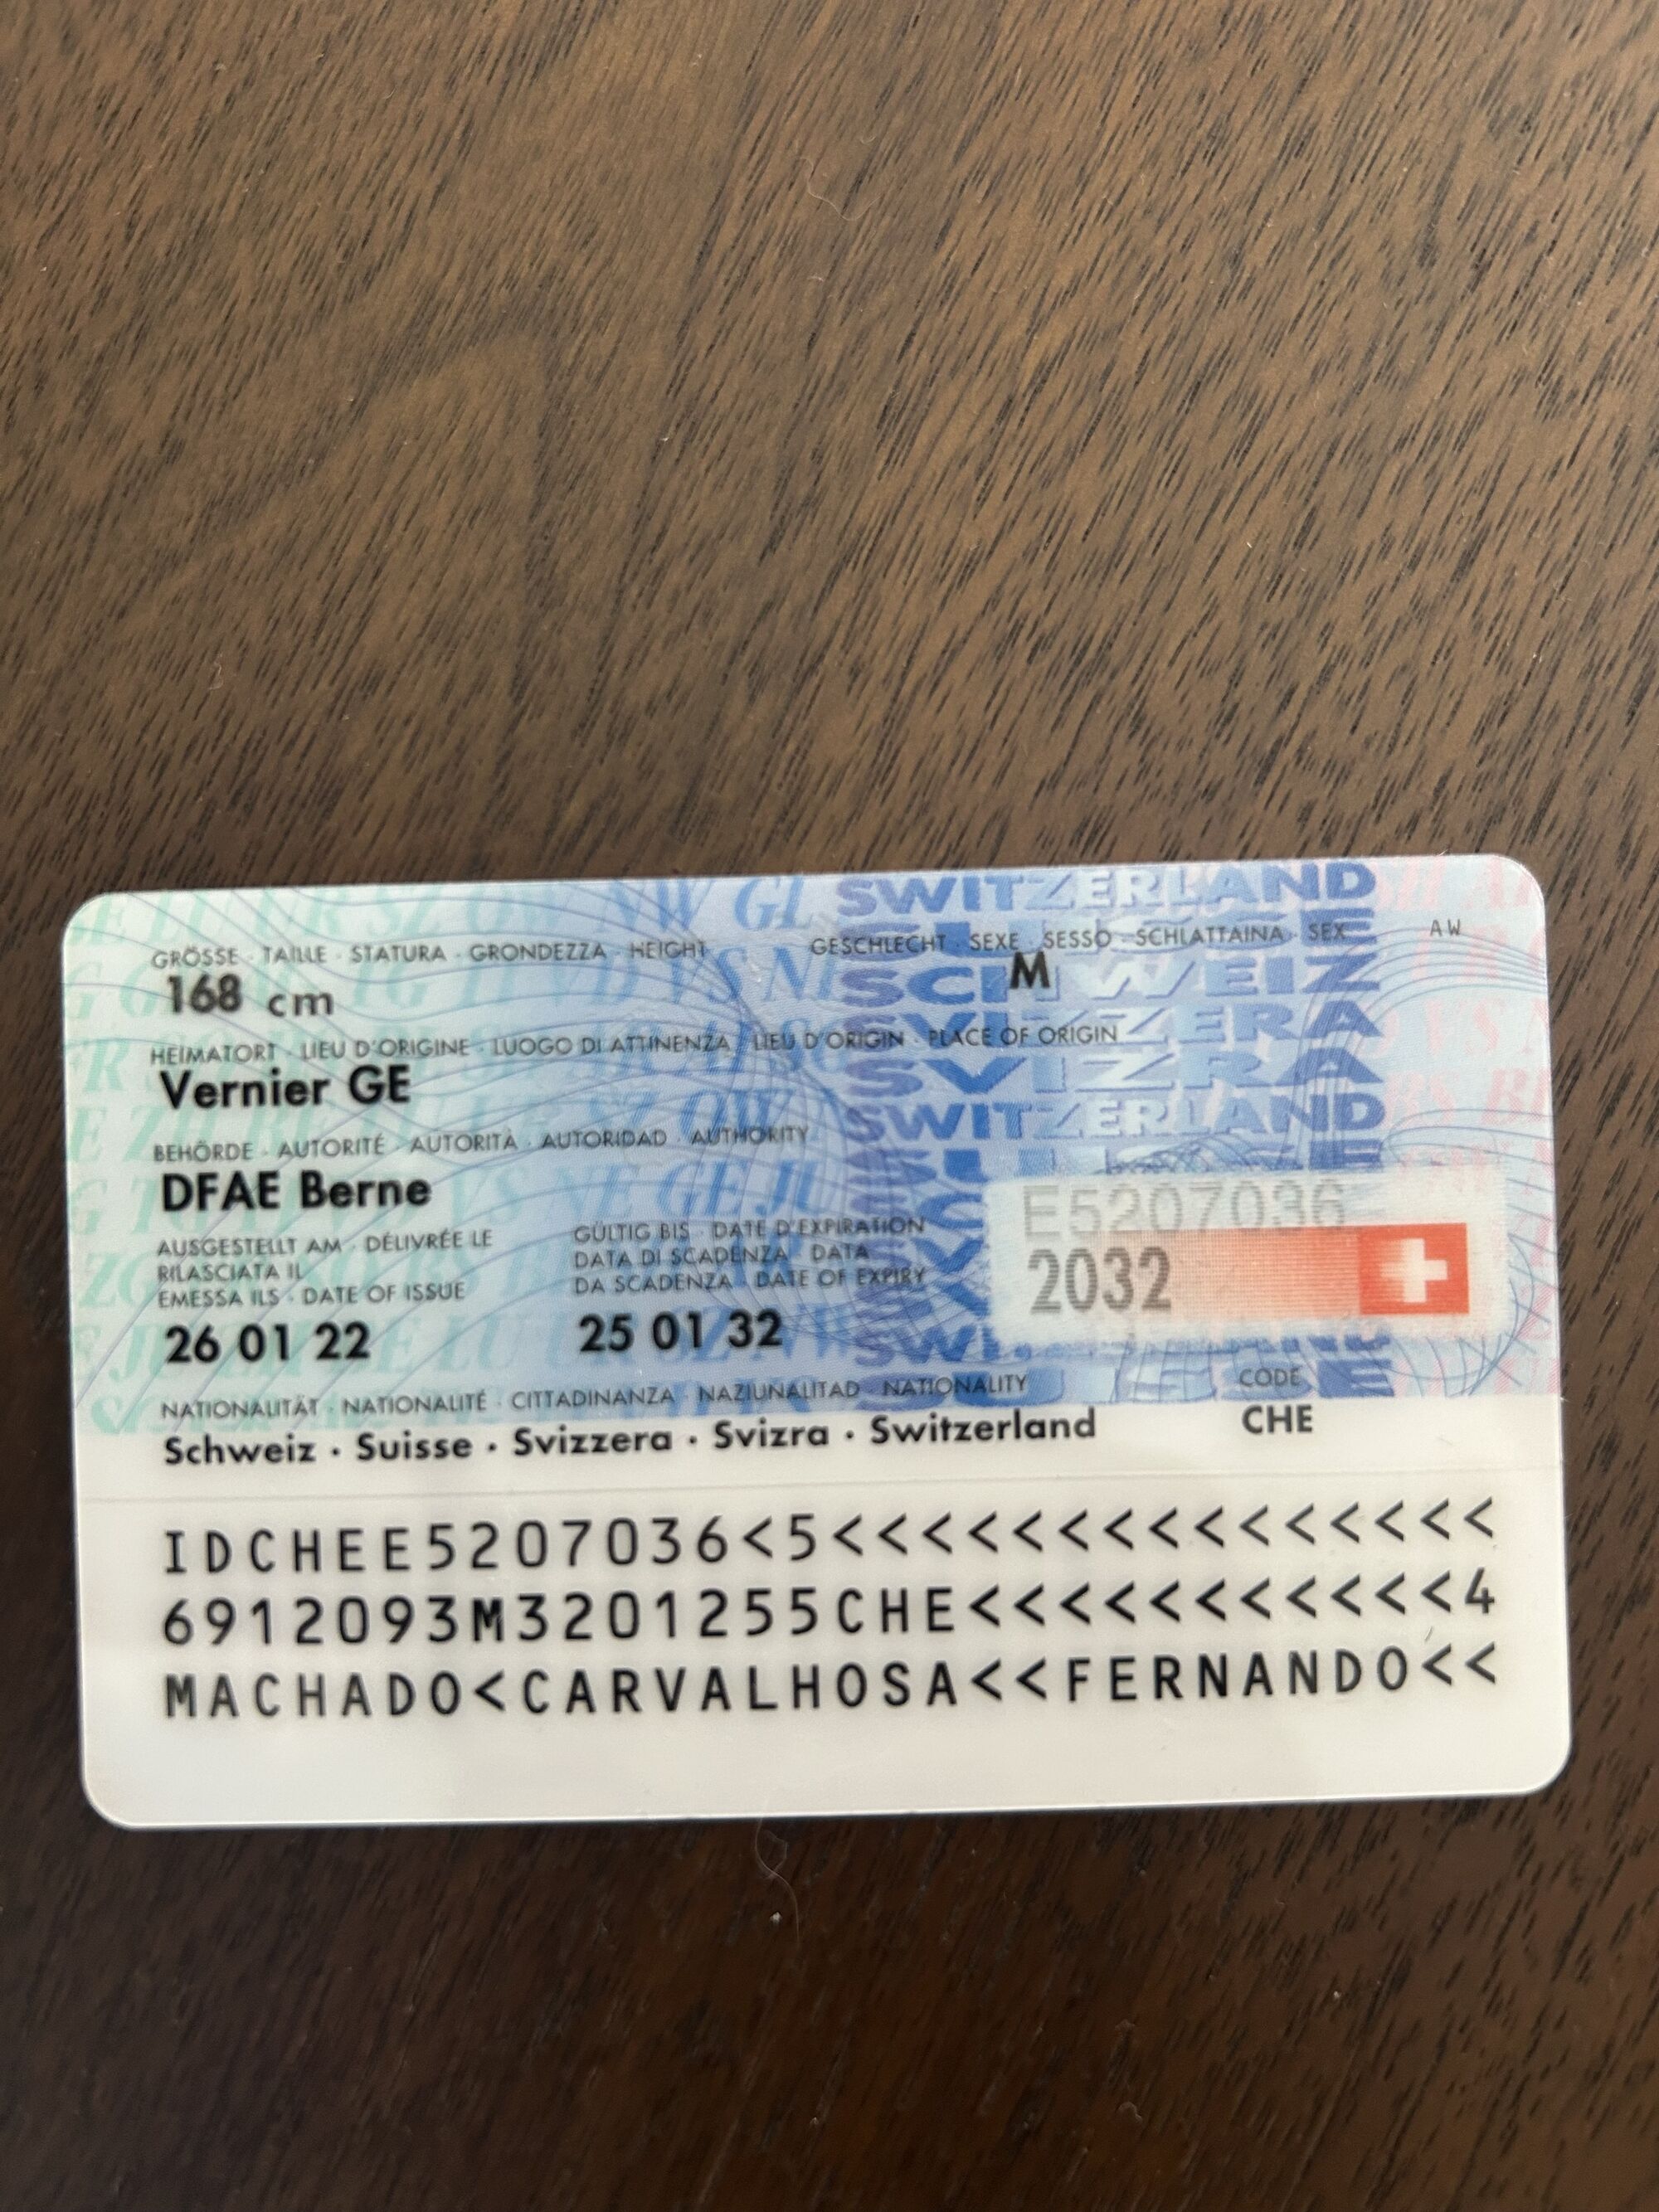 GRÖSSE · TAILLE · STATURA · GRONDEZZA · HEIGHT
GESCHLECHT · SEXE · SESSO · SCHLATTAINA · SEX
AW
168 cm
M
HEIMATORT · LIEU D'ORIGINE · LUOGO DI ATTINENZA · LIEU D'ORIGIN · PLACE OF ORIGIN
Vernier GE
BEHÖRDE · AUTORITÉ · AUTORITÀ · AUTORIDAD · AUTHORITY
DFAE Berne
AUSGESTELLT AM · DÉLIVRÉE LE
RILASCIATA IL
EMESSA ILS · DATE OF ISSUE
26 01 22
GÜLTIG BIS · DATE D'EXPIRATION
DATA DI SCADENZA · DATA
DA SCADENZA · DATE OF EXPIRY
25 01 32
E5207036
2032
NATIONALITÄT · NATIONALITÉ · CITTADINANZA · NAZIUNALITAD · NATIONALITY
CODE
Schweiz · Suisse · Svizzera · Svizra · Switzerland
CHE
SWITZERLAND
SCHWEIZ
SVIZZERA
SVIZRA
SWITZERLAND
IDCHEE5207036<5<<<<<<<<<<<<<<<
6912093M3201255CHE<<<<<<<<<<<4
MACHADO<CARVALHOSA<<FERNANDO<<